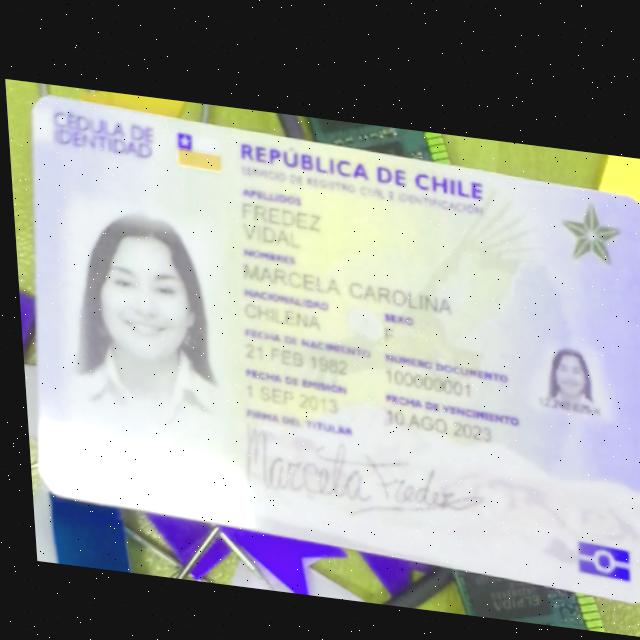 CÉDULA DE
IDENTIDAD
REPÚBLICA DE CHILE
SERVICIO DE REGISTRO CIVIL E IDENTIFICACIÓN
APELLIDOS
FREDEZ
VIDAL
NOMBRES
MARCELA CAROLINA
NACIONALIDAD
SEXO
CHILENA
F
FECHA DE NACIMIENTO
NÚMERO DOCUMENTO
21 FEB 1982
100000001
FECHA DE EMISIÓN
FECHA DE VENCIMIENTO
1 SEP 2013
10 AGO 2023
FIRMA DEL TITULAR
Marcela Fredez